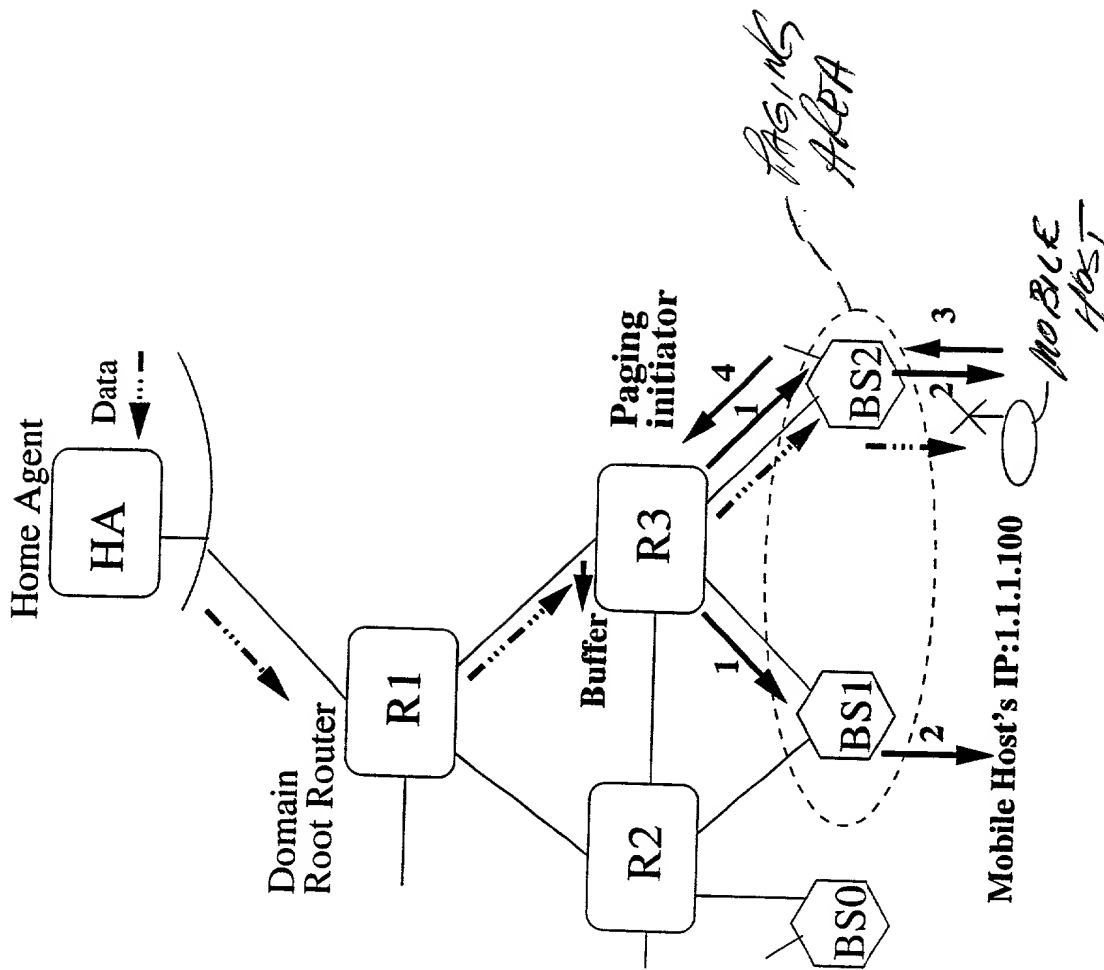 Home Agent
HA
Data
Domain
Root Router
R1
Buffer
R2
R3
Paging
initiator
4
1
1
BS0
BS1
BS2
2
2
3
Mobile Host's IP:1.1.1.100
PAGING
AREA
MOBILE
HOST